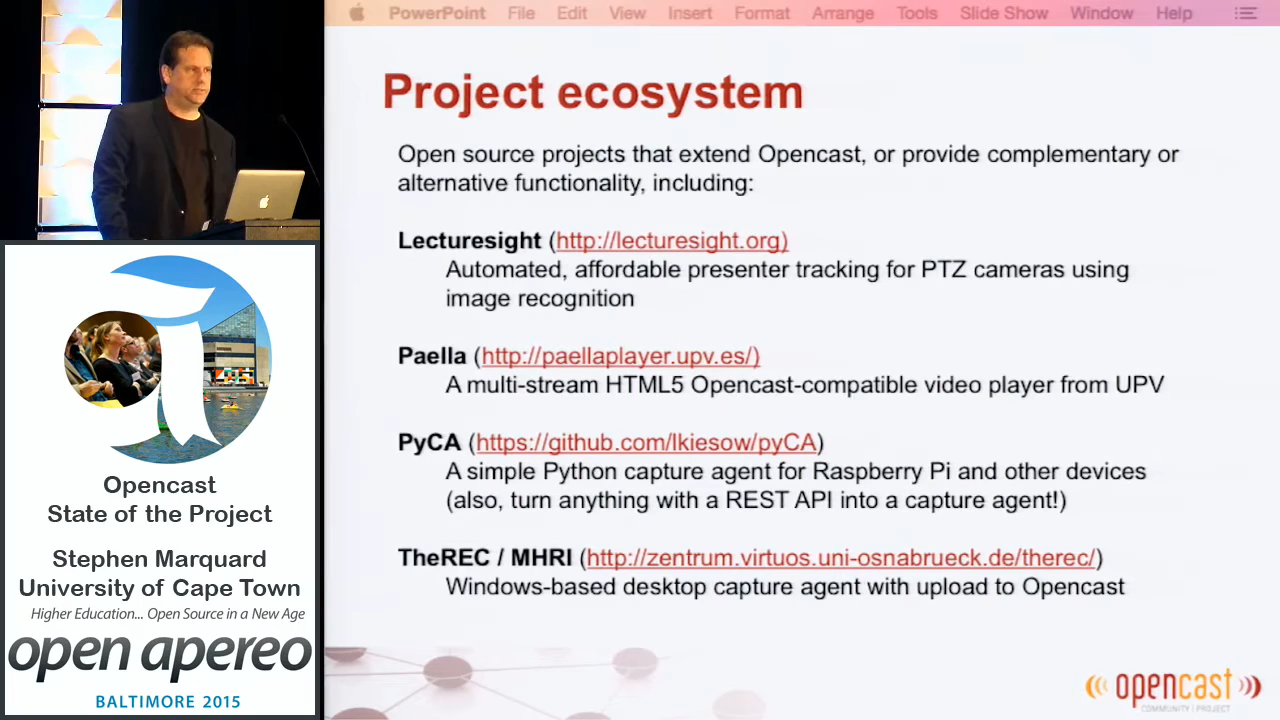 PowerPoint File Edit View Insert Format Arrange Tools Slide Show Window Help
Project ecosystem
Open source projects that extend Opencast, or provide complementary or
alternative functionality, including:
Lecturesight (http://lecturesight.org)
Automated, affordable presenter tracking for PTZ cameras using
image recognition
Paella (http://paellaplayer.upv.es/)
A multi-stream HTML5 Opencast-compatible video player from UPV
PyCA (https://github.com/lkiesow/pyCA)
A simple Python capture agent for Raspberry Pi and other devices
(also, turn anything with a REST API into a capture agent!)
TheREC / MHRI (http://zentrum.virtuos.uni-osnabrueck.de/therec/)
Windows-based desktop capture agent with upload to Opencast
opencast
COMMUNITY PROJECT
Opencast
State of the Project
Stephen Marquard
University of Cape Town
Higher Education... Open Source in a New Age
open apereo
BALTIMORE 2015